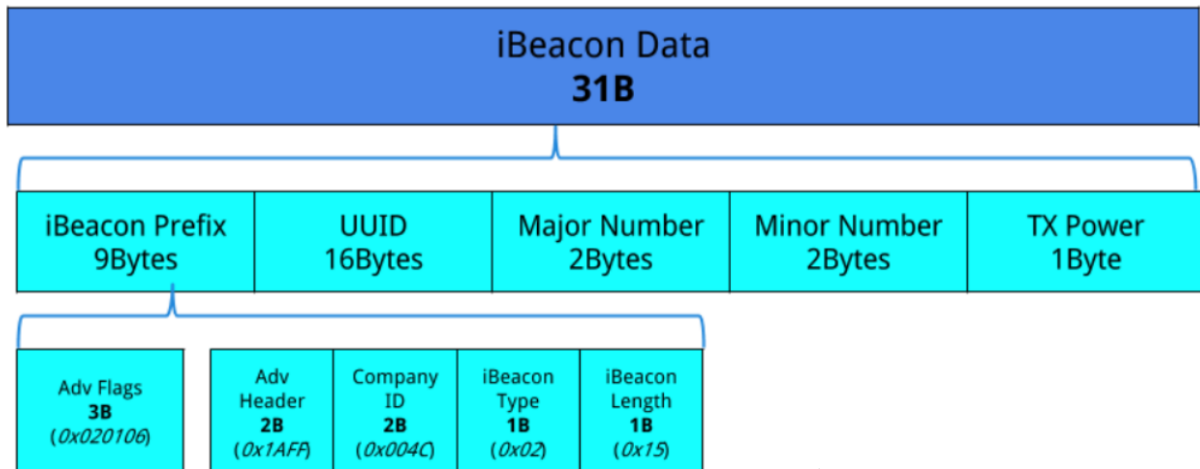 iBeacon Data
31B
iBeacon Prefix
9Bytes
UUID
16Bytes
Major Number
2Bytes
Minor Number
2Bytes
TX Power
1Byte
Adv Flags
3B
(0x020106)
Adv
Header
2B
(0x1AFF)
Company
ID
2B
(0x004C)
iBeacon
Type
1B
(0x02)
iBeacon
Length
1B
(0x15)